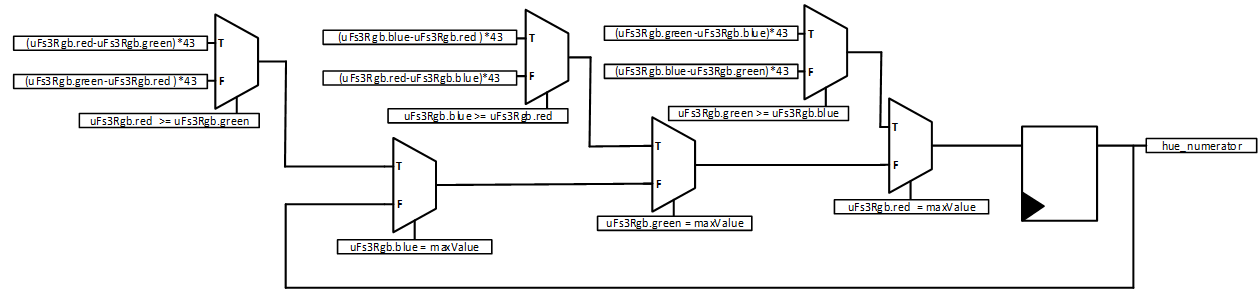 (uFs3Rgb.red-uFs3Rgb.green)*43
T
(uFs3Rgb.green-uFs3Rgb.red )*43
F
uFs3Rgb.red >= uFs3Rgb.green
(uFs3Rgb.blue-uFs3Rgb.red )*43
T
(uFs3Rgb.red-uFs3Rgb.blue)*43
F
uFs3Rgb.blue >= uFs3Rgb.red
(uFs3Rgb.green-uFs3Rgb.blue)*43
T
(uFs3Rgb.blue-uFs3Rgb.green)*43
F
uFs3Rgb.green >= uFs3Rgb.blue
T
F
uFs3Rgb.blue = maxValue
T
F
uFs3Rgb.green = maxValue
T
F
uFs3Rgb.red = maxValue
hue_numerator